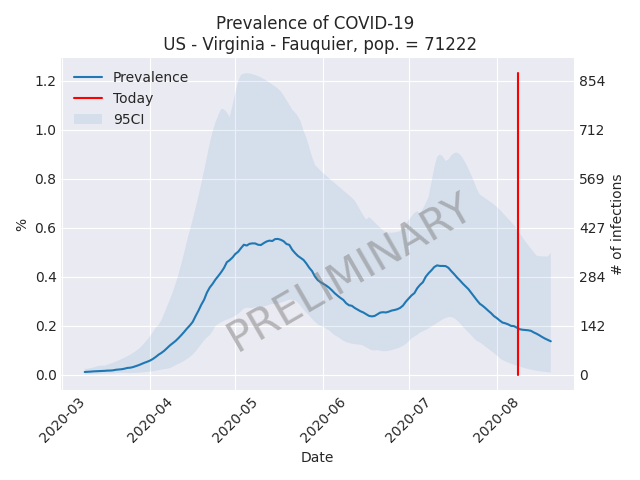 Prevalence of COVID-19
US - Virginia - Fauquier, pop. = 71222
Prevalence
Today
95CI
PRELIMINARY
%
1.2
1.0
0.8
0.6
0.4
0.2
0.0
854
712
569
427
284
142
0
# of infections
2020-03
2020-04
2020-05
2020-06
2020-07
2020-08
Date